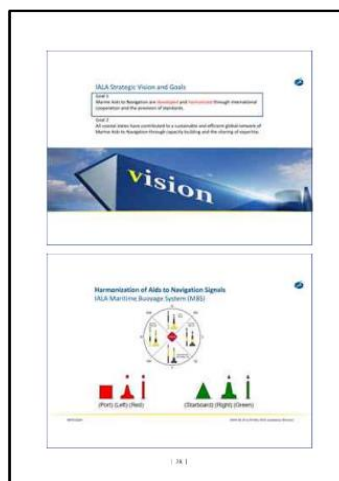 IALA Strategic Vision and Goals
Goal 1
Marine Aids to Navigation are developed and harmonized through international
cooperation and the provision of standards.
Goal 2
All coastal states have contributed to a sustainable and efficient global network of
Marine Aids to Navigation through capacity building and the sharing of expertise.
vision
Harmonization of Aids to Navigation Signals
IALA Maritime Buoyage System (MBS)
(Port) (Left) (Red)
(Starboard) (Right) (Green)